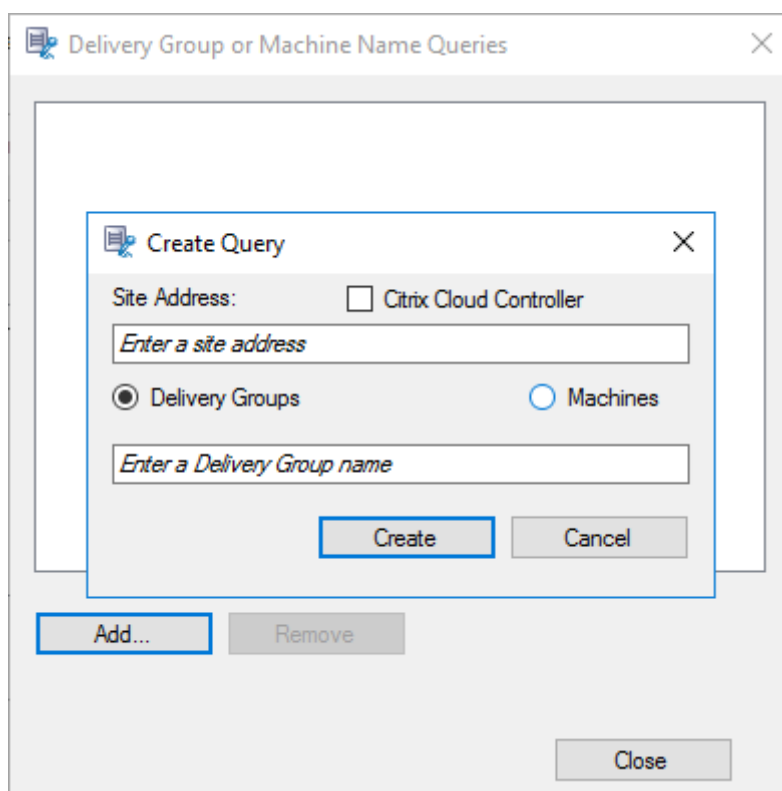 Delivery Group or Machine Name Queries
Create Query
Site Address: Citrix Cloud Controller
Enter a site address
Delivery Groups Machines
Enter a Delivery Group name
Create Cancel
Add... Remove
Close